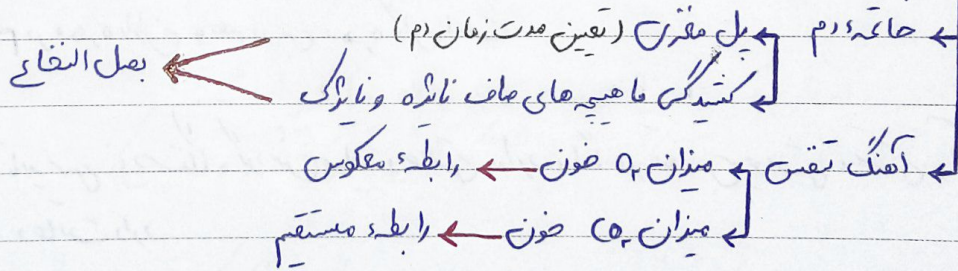 خاتمهٔ دم ← پل مغزی (تعیین مدت زمان دم)
کشیدگی ماهیچه های صاف نایژه و نایژک ← بصل النخاع
آهنگ تنفس ← میزان O₂ خون ← رابطهٔ معکوس
میزان CO₂ خون ← رابطهٔ مستقیم